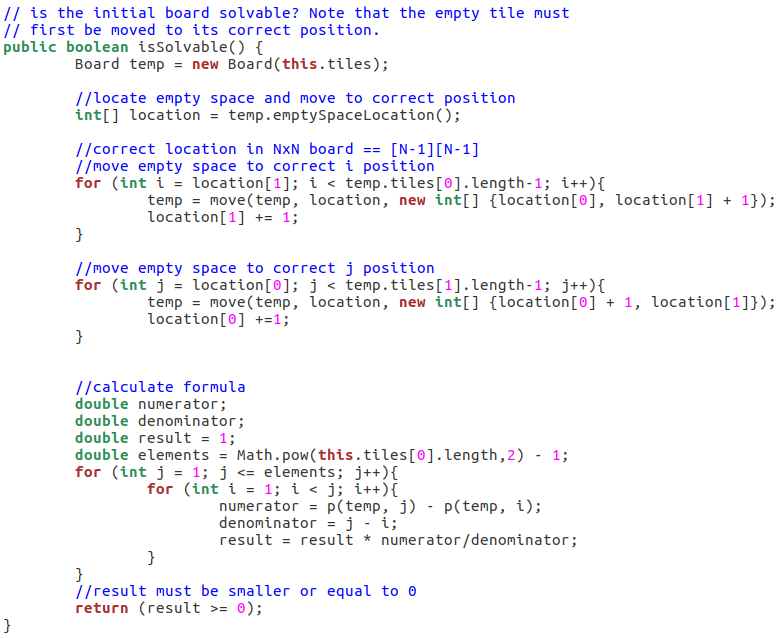 // is the initial board solvable? Note that the empty tile must
// first be moved to its correct position.
public boolean isSolvable() {
        Board temp = new Board(this.tiles);

        //locate empty space and move to correct position
        int[] location = temp.emptySpaceLocation();

        //correct location in NxN board == [N-1][N-1]
        //move empty space to correct i position
        for (int i = location[1]; i < temp.tiles[0].length-1; i++){
                temp = move(temp, location, new int[] {location[0], location[1] + 1});
                location[1] += 1;
        }

        //move empty space to correct j position
        for (int j = location[0]; j < temp.tiles[1].length-1; j++){
                temp = move(temp, location, new int[] {location[0] + 1, location[1]});
                location[0] +=1;
        }


        //calculate formula
        double numerator;
        double denominator;
        double result = 1;
        double elements = Math.pow(this.tiles[0].length,2) - 1;
        for (int j = 1; j <= elements; j++){
                for (int i = 1; i < j; i++){
                        numerator = p(temp, j) - p(temp, i);
                        denominator = j - i;
                        result = result * numerator/denominator;
                }
        }
        //result must be smaller or equal to 0
        return (result >= 0);
}